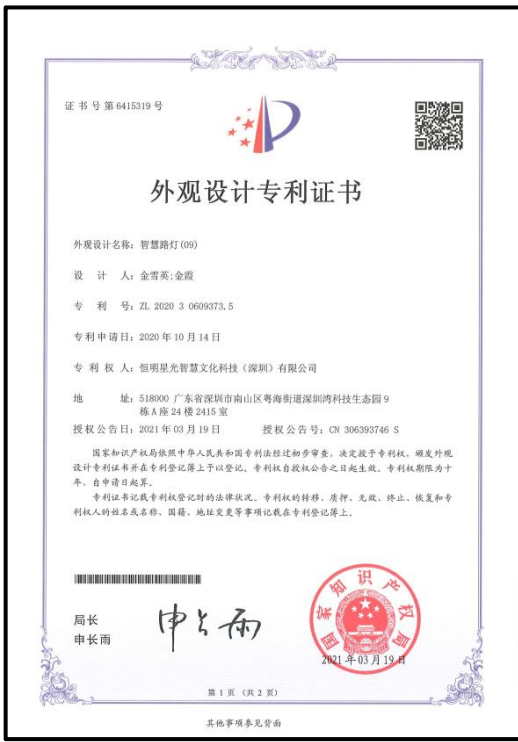 证书号第6415319号
外观设计专利证书
外观设计名称：智慧路灯(09)
设 计 人：金雪英;金霞
专 利 号：ZL 2020 3 0609373.5
专利申请日：2020年10月14日
专 利 权 人：恒明星光智慧文化科技（深圳）有限公司
地 址：518000 广东省深圳市南山区粤海街道深圳湾科技生态园9
栋A座24楼2415室
授权公告日：2021年03月19日 授权公告号：CN 306393746 S
国家知识产权局依照中华人民共和国专利法经过初步审查，决定授予专利权，颁发外观
设计专利证书并在专利登记簿上予以登记。专利权自授权公告之日起生效。专利权期限为十
年，自申请日起算。
专利证书记载专利权登记时的法律状况。专利权的转移、质押、无效、终止、恢复和专
利权人的姓名或名称、国籍、地址变更等事项记载在专利登记簿上。
局长
申长雨
申长雨
国家知识产权局
2021年03月19日
第 1 页 （共 2 页）
其他事项参见背面